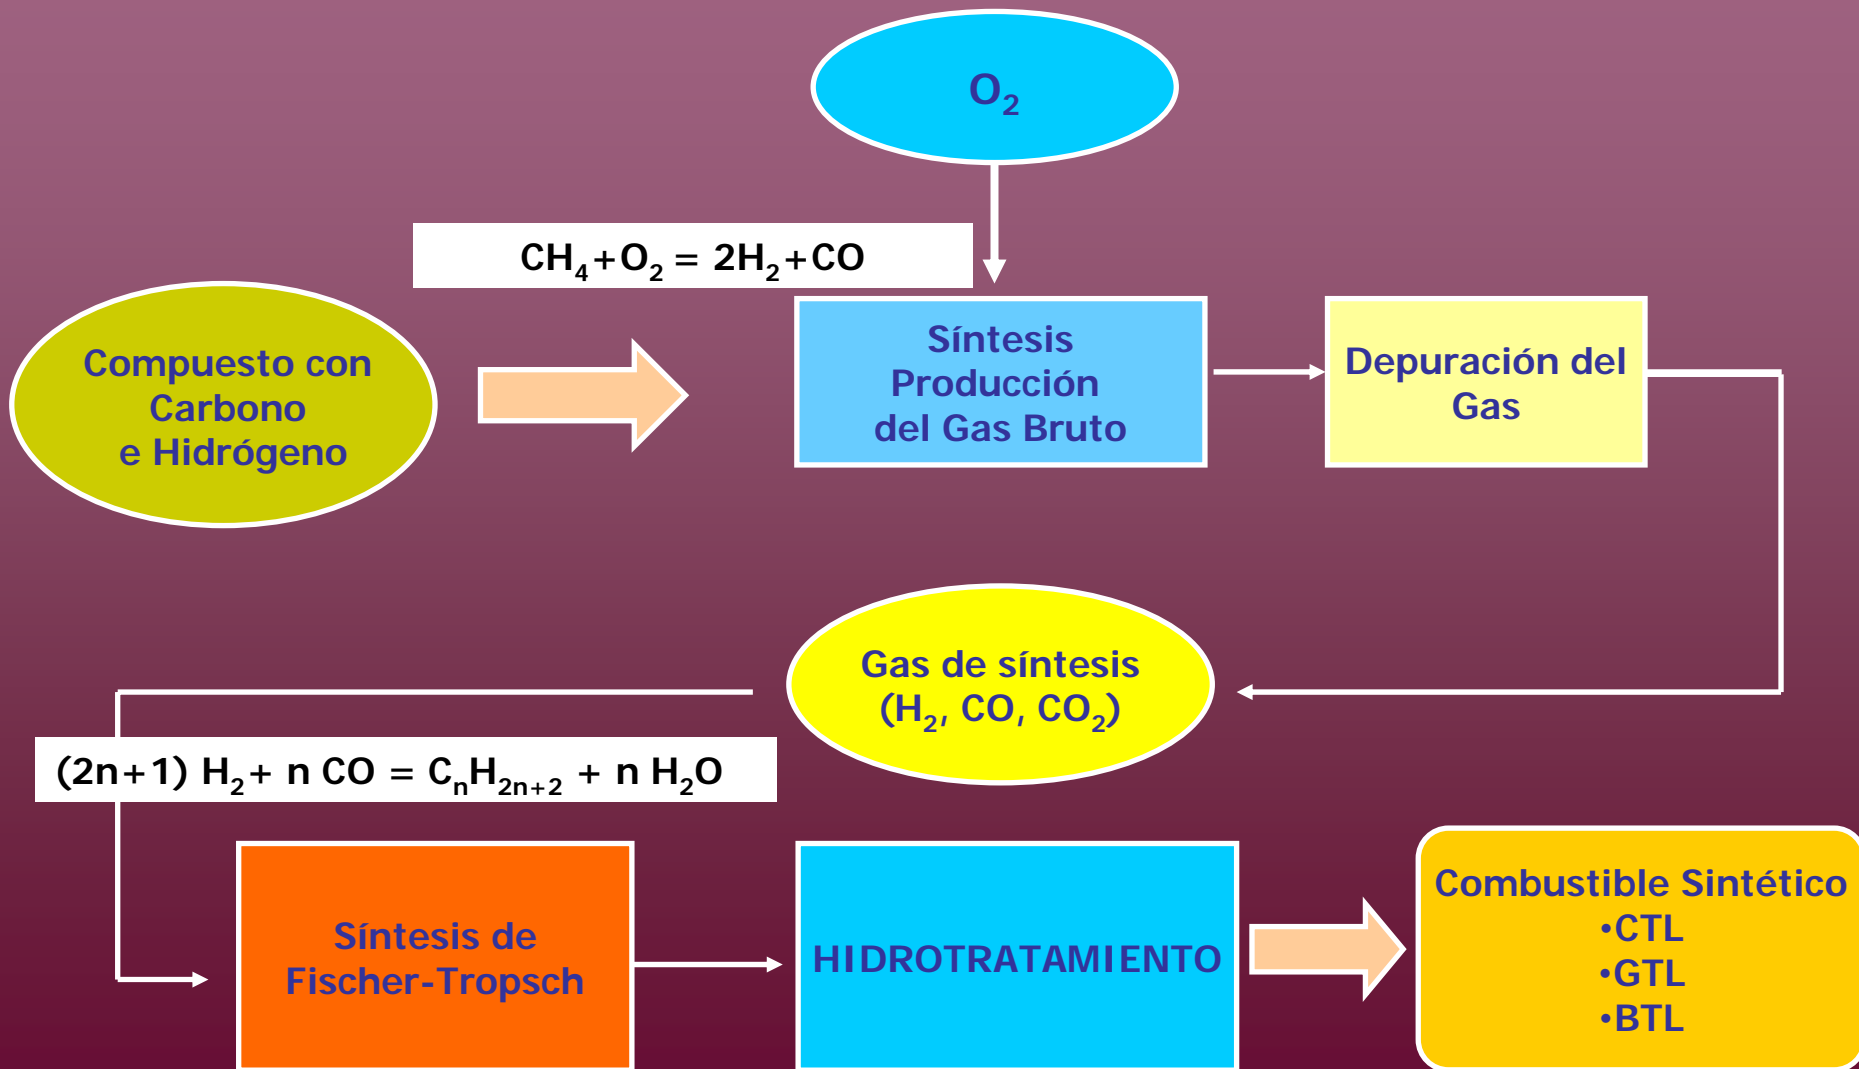 O₂
CH₄+O₂ = 2H₂+CO
Compuesto con
Carbono
e Hidrógeno
Síntesis
Producción
del Gas Bruto
Depuración del
Gas
Gas de síntesis
(H₂, CO, CO₂)
(2n+1) H₂+ n CO = CₙH₂ₙ₊₂ + n H₂O
Síntesis de
Fischer-Tropsch
HIDROTRATAMIENTO
Combustible Sintético
•CTL
•GTL
•BTL